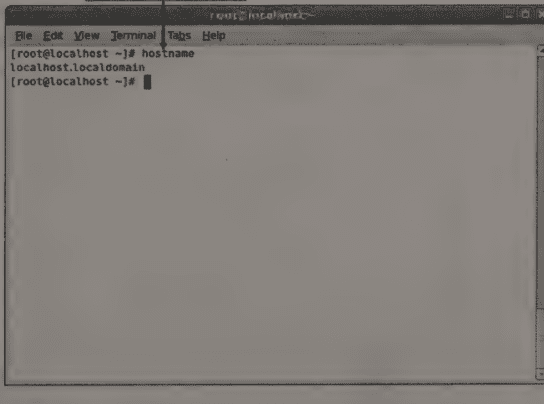 root@localhost:~
File Edit View Terminal Tabs Help
[root@localhost ~]# hostname
localhost.localdomain
[root@localhost ~]#